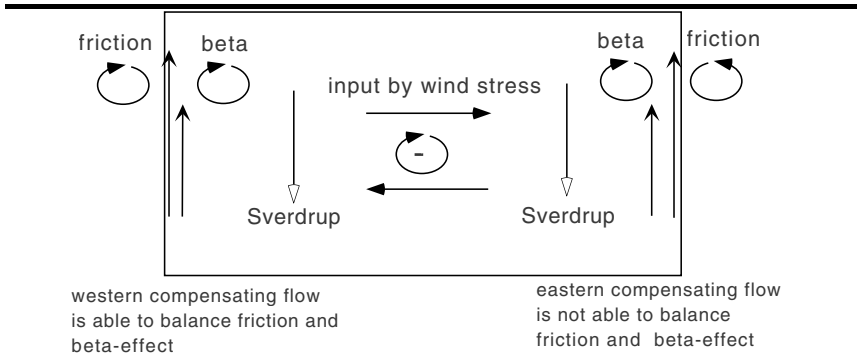 friction beta beta friction
input by wind stress
-
Sverdrup Sverdrup
western compensating flow
is able to balance friction and
beta-effect
eastern compensating flow
is not able to balance
friction and beta-effect